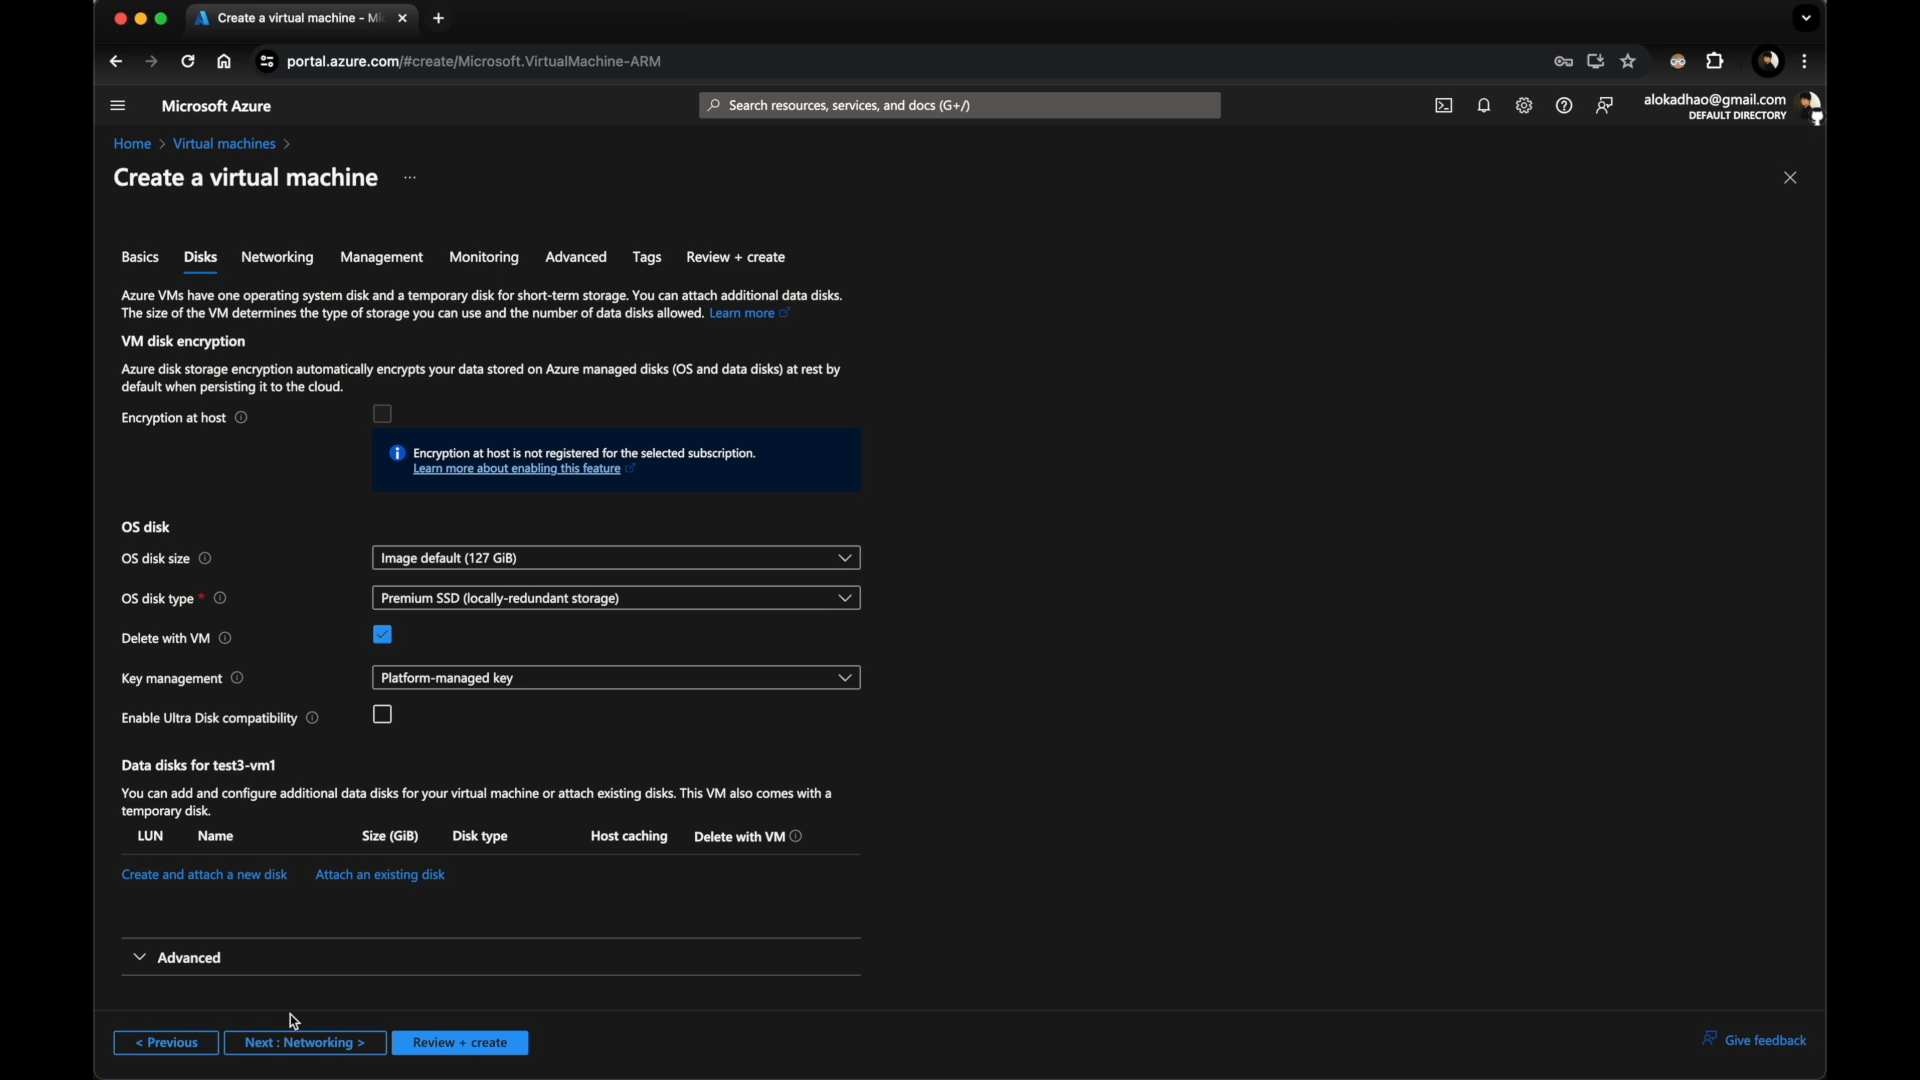 Create a virtual machine - Mi
portal.azure.com/#create/Microsoft.VirtualMachine-ARM
Microsoft Azure
Search resources, services, and docs (G+/)
alokadhao@gmail.com
DEFAULT DIRECTORY
Home > Virtual machines >
Create a virtual machine ...
Basics Disks Networking Management Monitoring Advanced Tags Review + create
Azure VMs have one operating system disk and a temporary disk for short-term storage. You can attach additional data disks.
The size of the VM determines the type of storage you can use and the number of data disks allowed. Learn more
VM disk encryption
Azure disk storage encryption automatically encrypts your data stored on Azure managed disks (OS and data disks) at rest by
default when persisting it to the cloud.
Encryption at host
Encryption at host is not registered for the selected subscription.
Learn more about enabling this feature
OS disk
OS disk size Image default (127 GiB)
OS disk type * Premium SSD (locally-redundant storage)
Delete with VM
Key management Platform-managed key
Enable Ultra Disk compatibility
Data disks for test3-vm1
You can add and configure additional data disks for your virtual machine or attach existing disks. This VM also comes with a
temporary disk.
LUN Name Size (GiB) Disk type Host caching Delete with VM
Create and attach a new disk Attach an existing disk
Advanced
< Previous Next : Networking > Review + create Give feedback